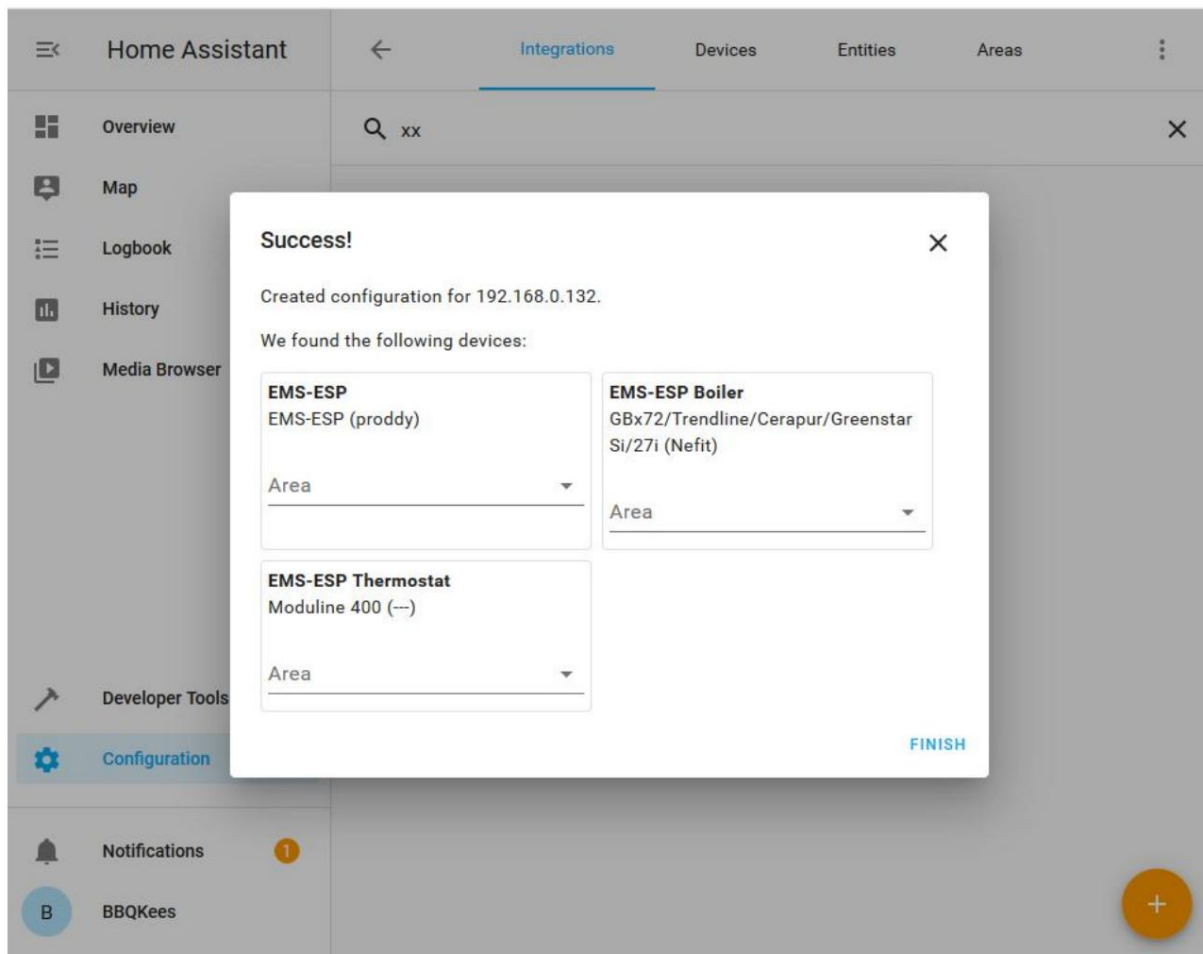 Home Assistant
Integrations
Devices
Entities
Areas
Overview
xx
Map
Logbook
History
Media Browser
Success!
Created configuration for 192.168.0.132.
We found the following devices:
EMS-ESP
EMS-ESP (proddy)
Area
EMS-ESP Boiler
GBx72/Trendline/Cerapur/Greenstar
Si/27i (Nefit)
Area
EMS-ESP Thermostat
Moduline 400 (---)
Area
FINISH
Developer Tools
Configuration
Notifications
1
B
BBQKees